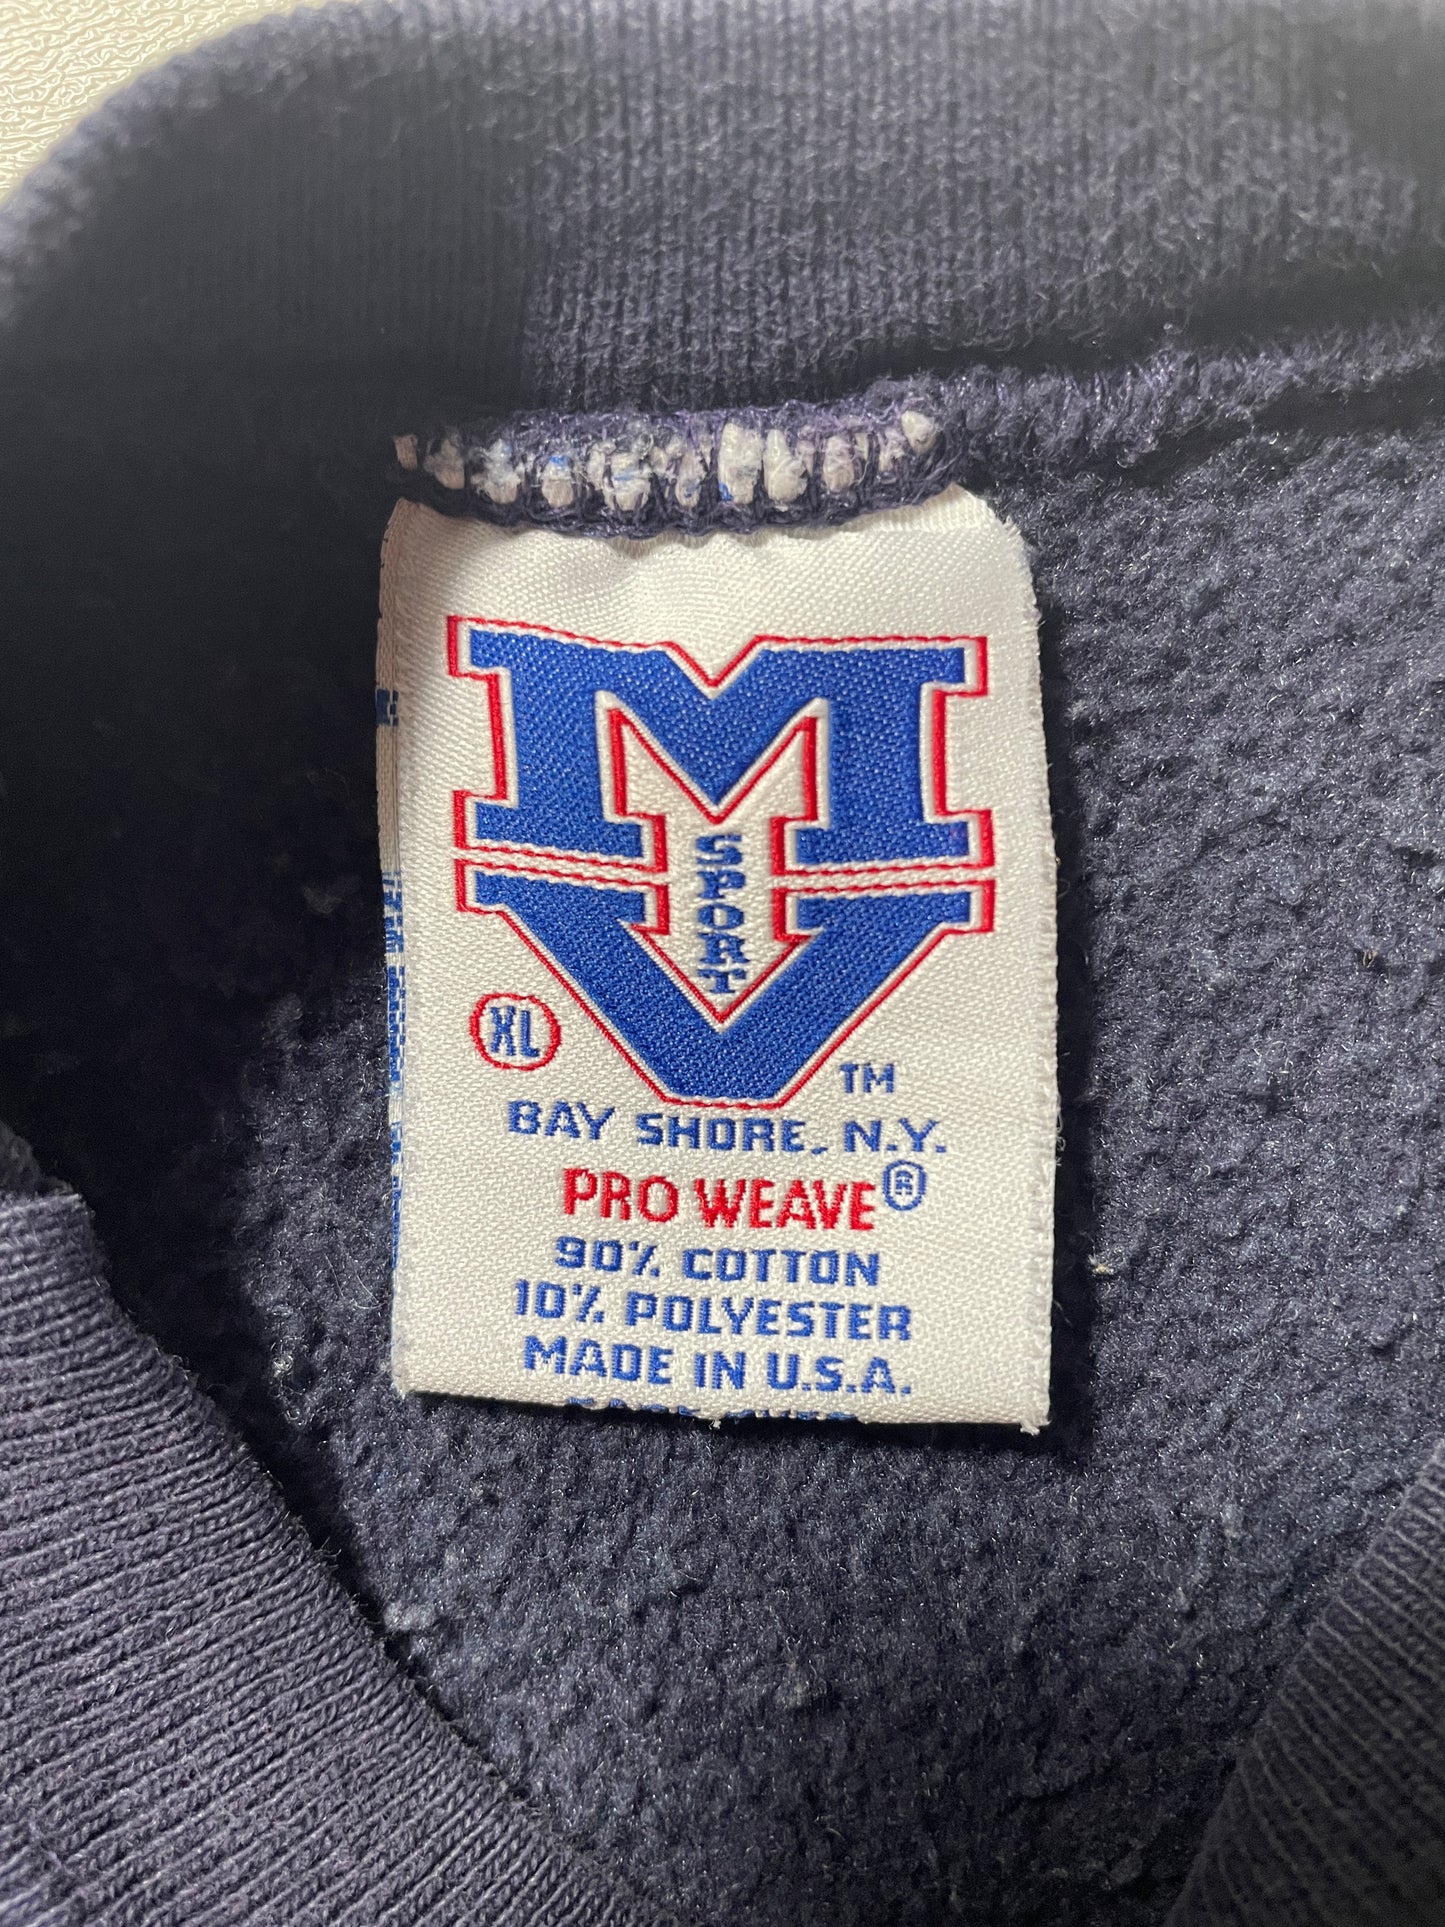 MV
SPORT
XL
TM
BAY SHORE, N.Y.
PRO WEAVE®
90% COTTON
10% POLYESTER
MADE IN U.S.A.